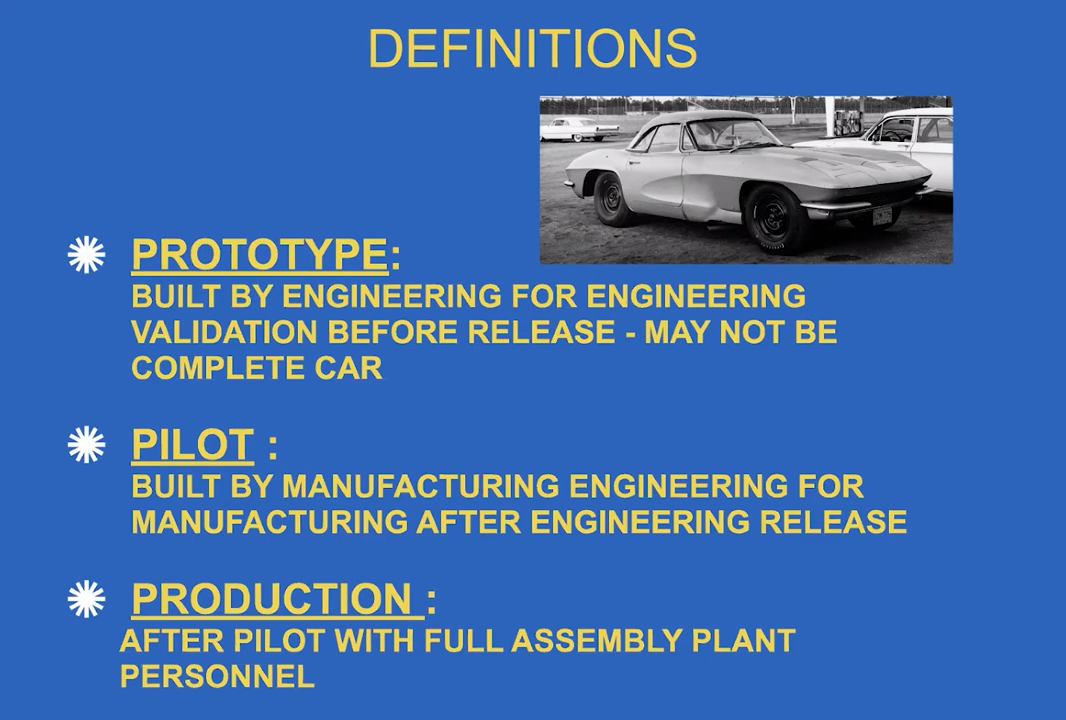 DEFINITIONS
PROTOTYPE:
BUILT BY ENGINEERING FOR ENGINEERING
VALIDATION BEFORE RELEASE - MAY NOT BE
COMPLETE CAR
PILOT :
BUILT BY MANUFACTURING ENGINEERING FOR
MANUFACTURING AFTER ENGINEERING RELEASE
PRODUCTION :
AFTER PILOT WITH FULL ASSEMBLY PLANT
PERSONNEL